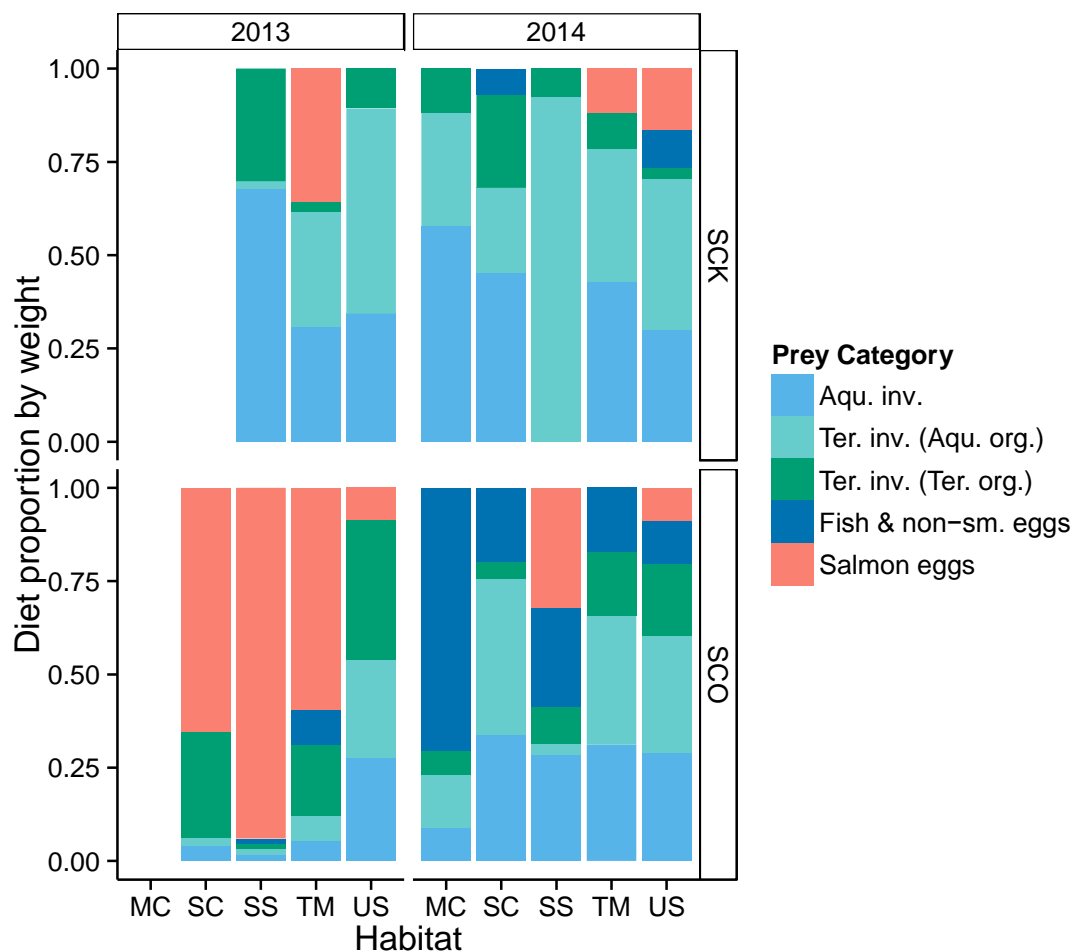 2013
2014
1.00
0.75
0.50
0.25
0.00
SCK
1.00
0.75
0.50
0.25
0.00
SCO
Diet proportion by weight
MC SC SS TM US
MC SC SS TM US
Habitat
Prey Category
Aqu. inv.
Ter. inv. (Aqu. org.)
Ter. inv. (Ter. org.)
Fish & non−sm. eggs
Salmon eggs